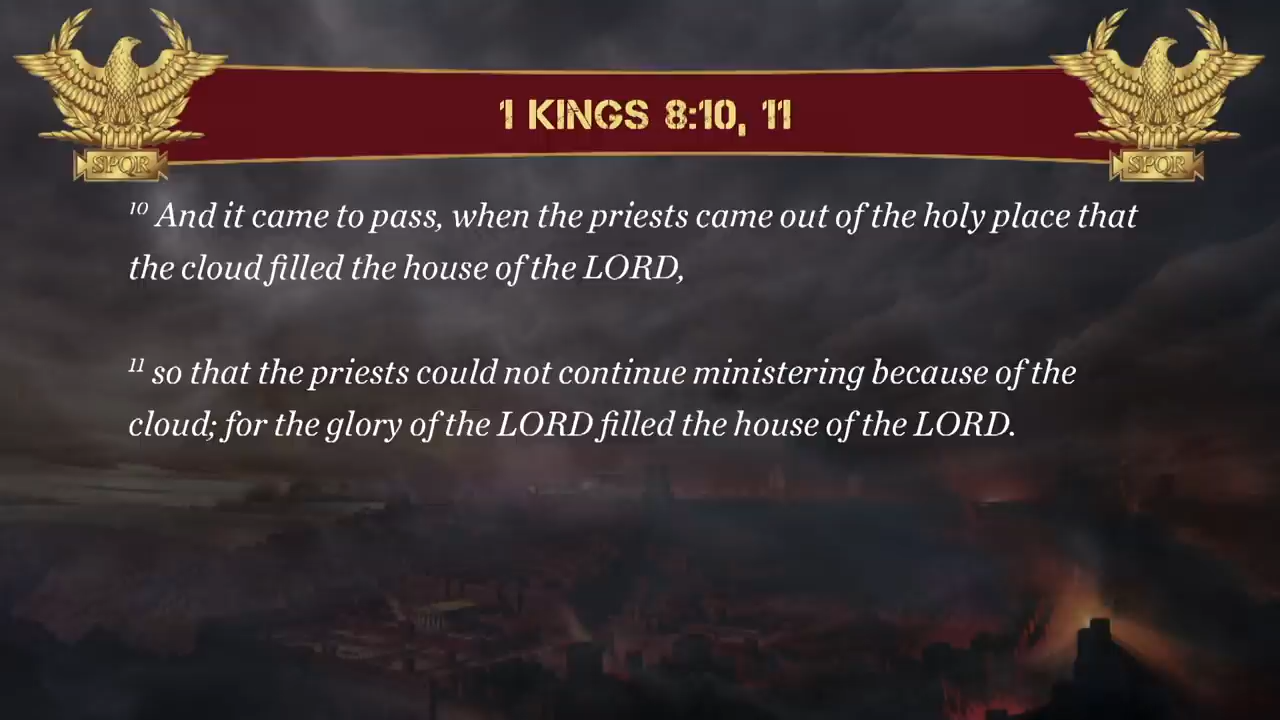 1 KINGS 8:10, 11
SPQR
SPQR
10 And it came to pass, when the priests came out of the holy place that
the cloud filled the house of the LORD,
11 so that the priests could not continue ministering because of the
cloud; for the glory of the LORD filled the house of the LORD.